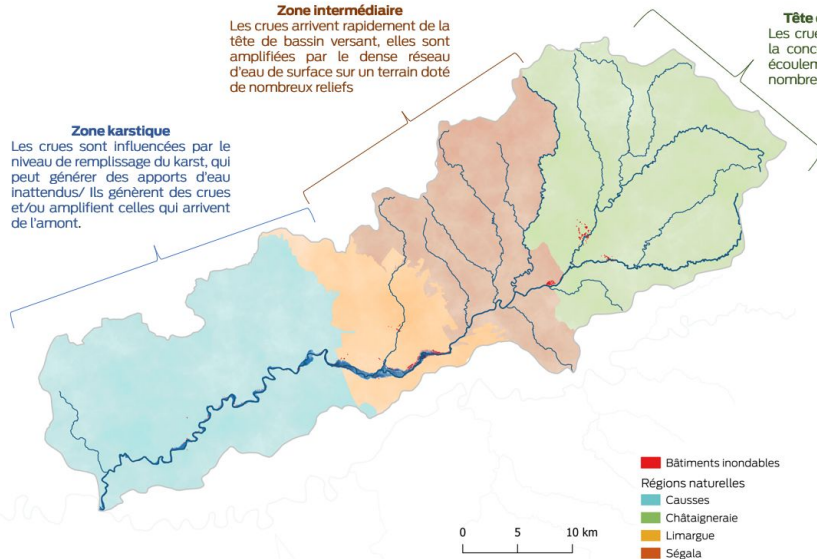 Zone intermédiaire
Les crues arrivent rapidement de la
tête de bassin versant, elles sont
amplifiées par le dense réseau
d'eau de surface sur un terrain doté
de nombreux reliefs
Tête
Les crue
la conc
écoulem
nombre
Zone karstique
Les crues sont influencées par le
niveau de remplissage du karst, qui
peut générer des apports d'eau
inattendus/ Ils génèrent des crues
et/ou amplifient celles qui arrivent
de l'amont.
Bâtiments inondables
Régions naturelles
Causses
Châtaigneraie
Limargue
Ségala
0 5 10 km